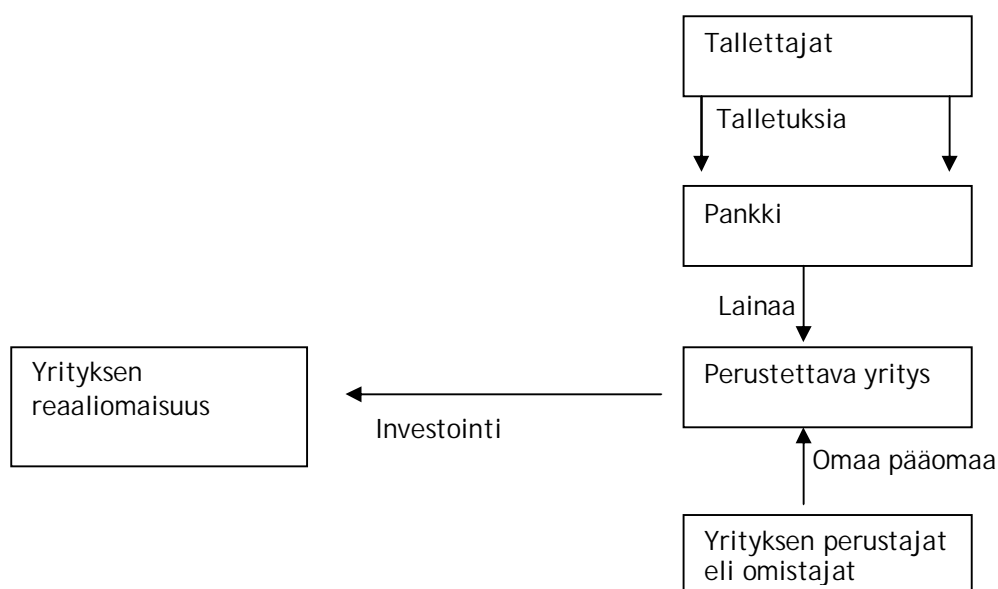 Tallettajat
Talletuksia
Pankki
Lainaa
Yrityksen
reaaliomaisuus
Perustettava yritys
Investointi
Omaa pääomaa
Yrityksen perustajat
eli omistajat